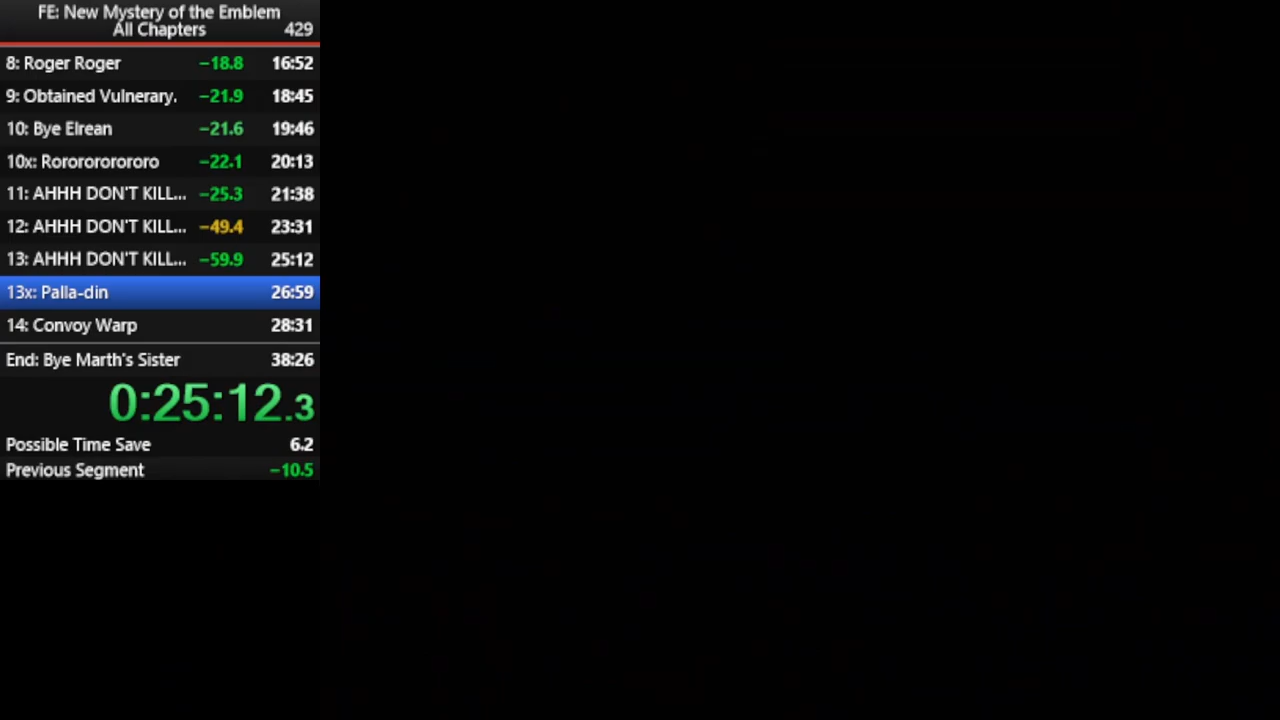 FE: New Mystery of the Emblem
All Chapters 429
8: Roger Roger -18.8 16:52
9: Obtained Vulnerary. -21.9 18:45
10: Bye Elrean -21.6 19:46
10x: Rorororororororo -22.1 20:13
11: AHHH DON'T KILL... -25.3 21:38
12: AHHH DON'T KILL... -49.4 23:31
13: AHHH DON'T KILL... -59.9 25:12
13x: Palla-din 26:59
14: Convoy Warp 28:31
End: Bye Marth's Sister 38:26
0:25:12.3
Possible Time Save 6.2
Previous Segment -10.5